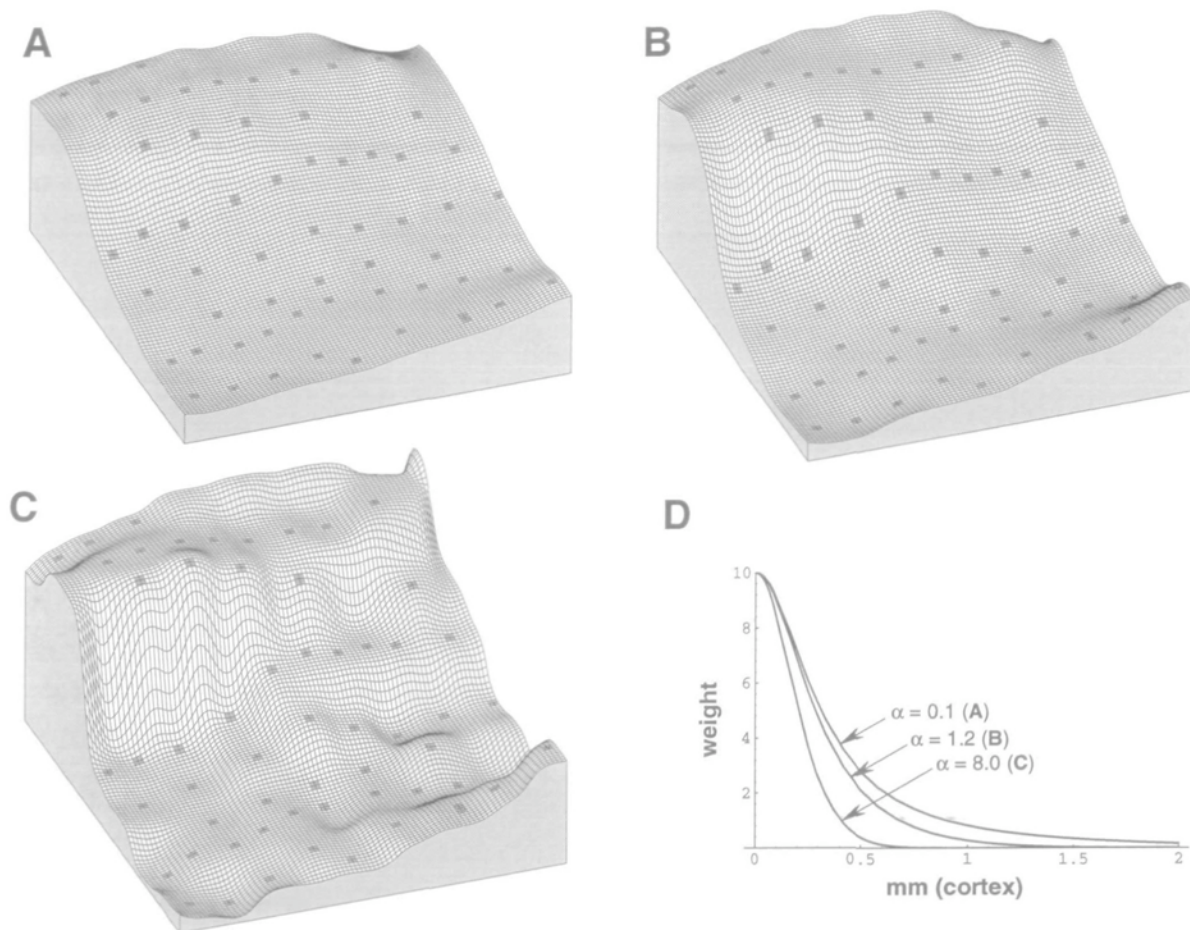 A
B
C
D
10
8
6
4
2
weight
α = 0.1 (A)
α = 1.2 (B)
α = 8.0 (C)
0
0.5
1
1.5
2
mm (cortex)